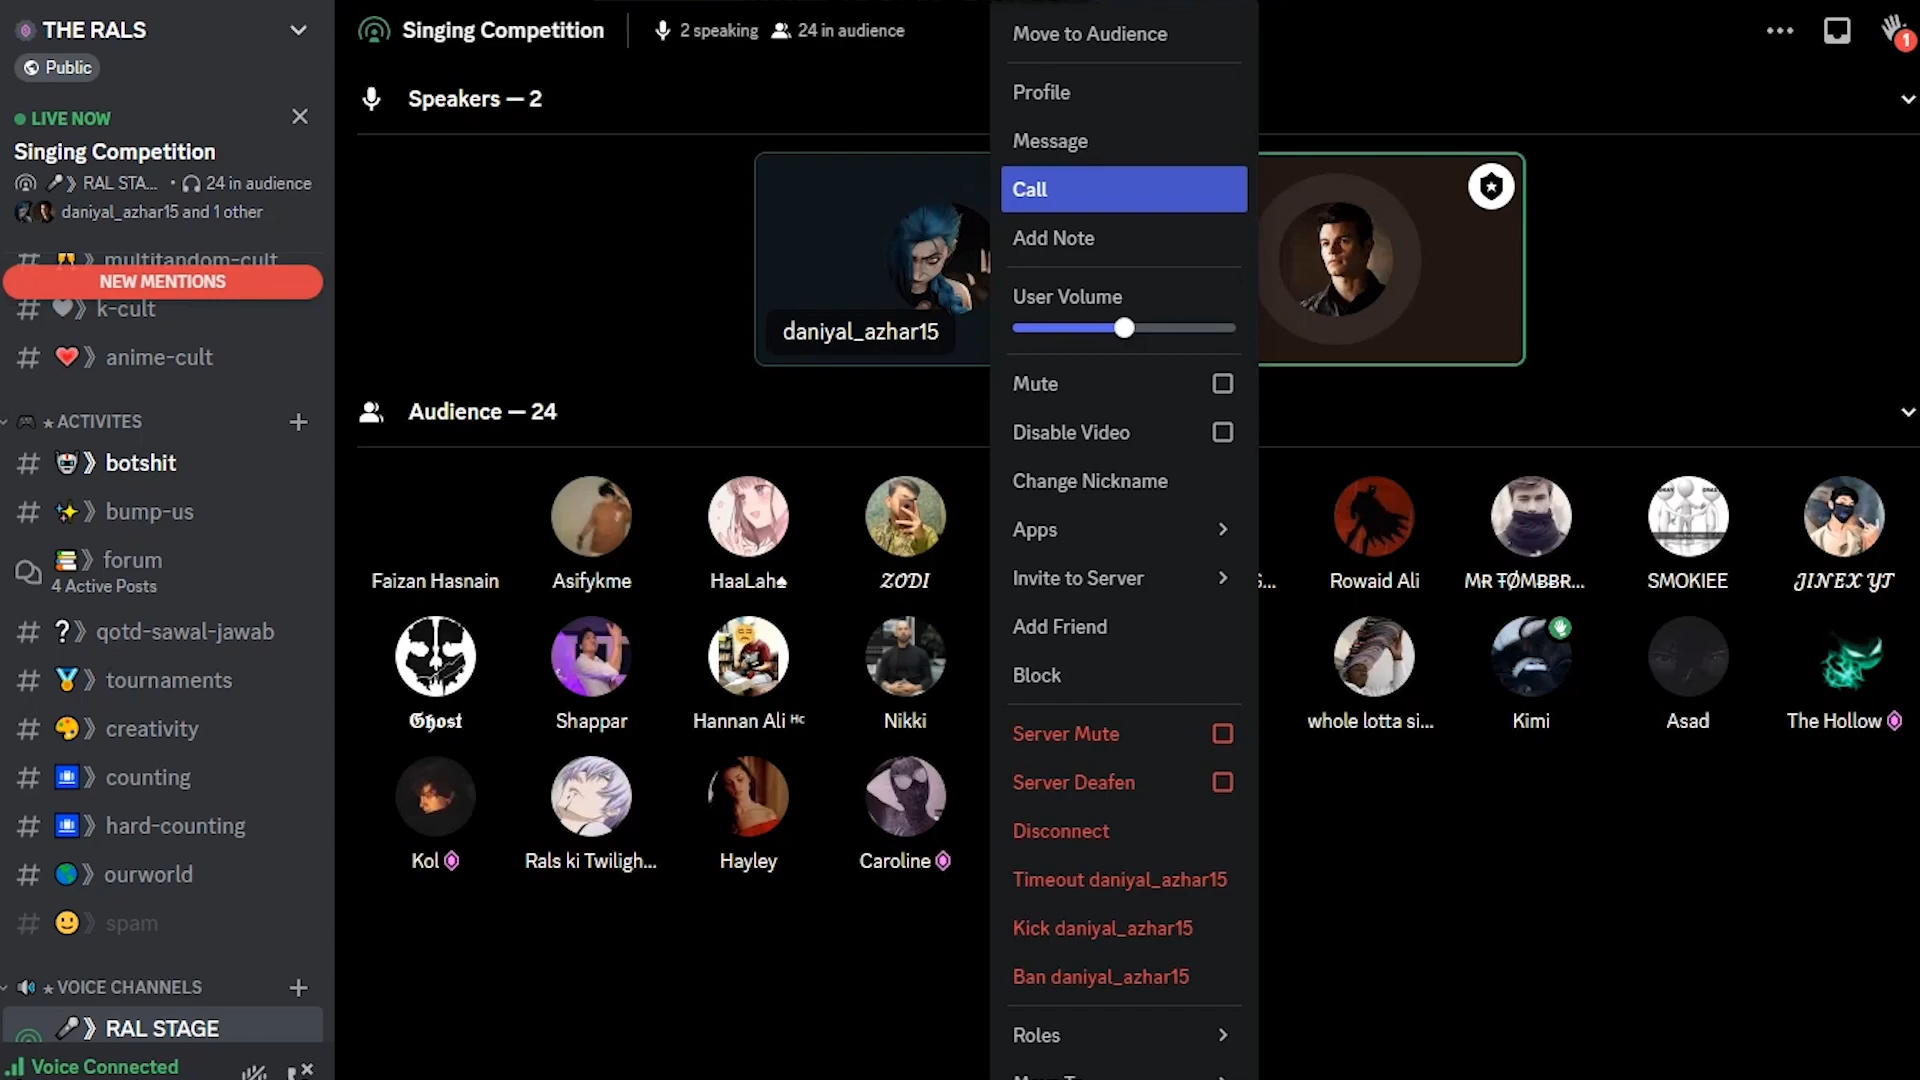 THE RALS
Public
LIVE NOW
Singing Competition
RAL STA... • 24 in audience
daniyal_azhar15 and 1 other
NEW MENTIONS
k-cult
anime-cult
ACTIVITES
botshit
bump-us
forum
4 Active Posts
qotd-sawal-jawab
tournaments
creativity
counting
hard-counting
ourworld
spam
VOICE CHANNELS
RAL STAGE
Voice Connected
Singing Competition
2 speaking 24 in audience
1
Speakers — 2
daniyal_azhar15
Audience — 24
Faizan Hasnain
Asifykme
HaaLah♠
ZODI
Rowaid Ali
MR ŦØMɃɃR...
SMOKIEE
JINEX YT
Ghost
Shappar
Hannan Ali ᴴᶜ
Nikki
whole lotta si...
Kimi
Asad
The Hollow
Kol
Rals ki Twiligh...
Hayley
Caroline
Move to Audience
Profile
Message
Call
Add Note
User Volume
Mute
Disable Video
Change Nickname
Apps
Invite to Server
Add Friend
Block
Server Mute
Server Deafen
Disconnect
Timeout daniyal_azhar15
Kick daniyal_azhar15
Ban daniyal_azhar15
Roles